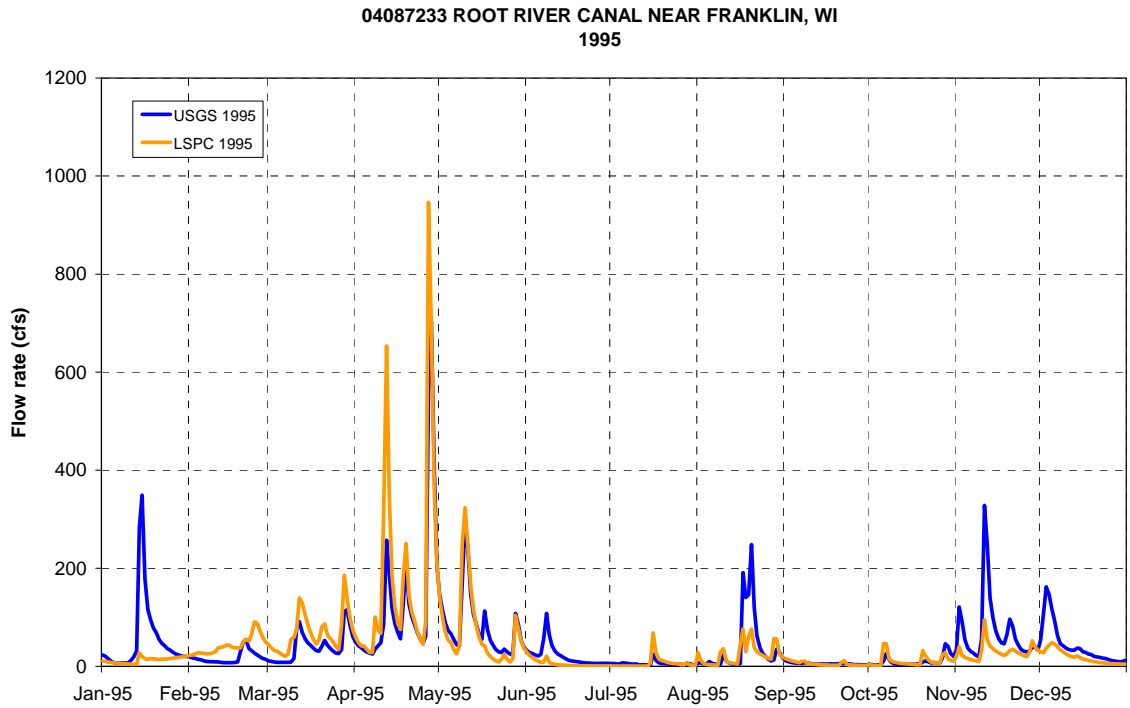 04087233 ROOT RIVER CANAL NEAR FRANKLIN, WI
1995
1200
USGS 1995
LSPC 1995
1000
800
Flow rate (cfs)
600
400
200
0
Jan-95 Feb-95 Mar-95 Apr-95 May-95 Jun-95 Jul-95 Aug-95 Sep-95 Oct-95 Nov-95 Dec-95